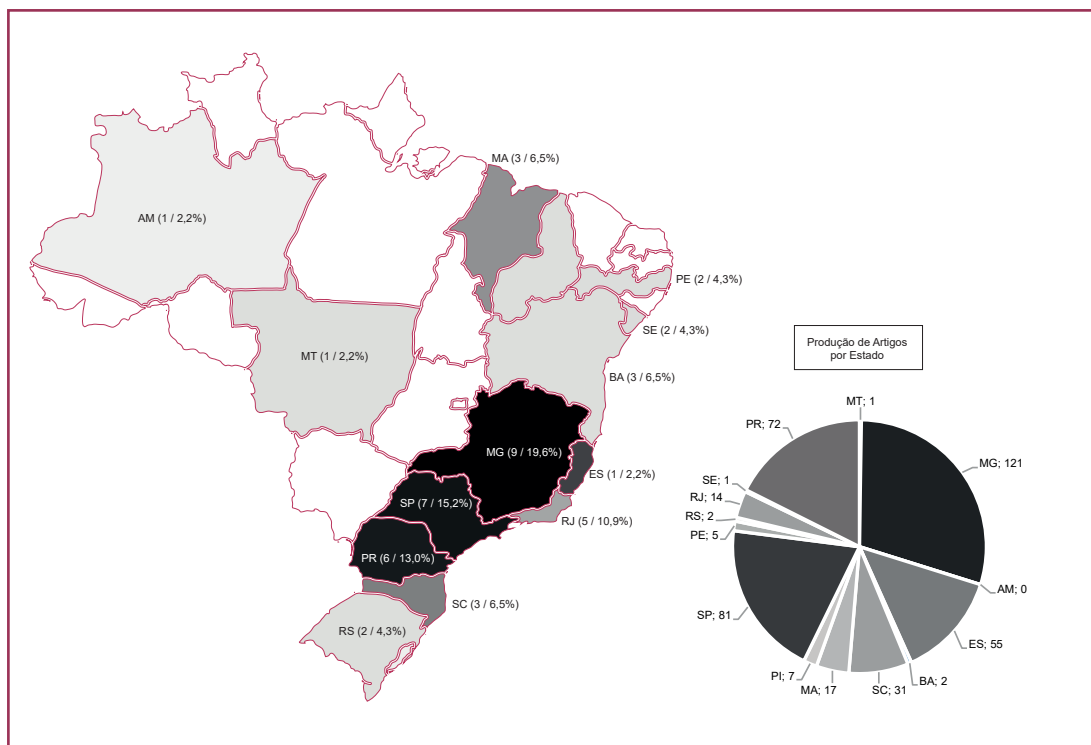 MA (3 / 6,5%)
AM (1 / 2,2%)
PE (2 / 4,3%)
SE (2 / 4,3%)
MT (1 / 2,2%)
BA (3 / 6,5%)
MG (9 / 19,6%)
ES (1 / 2,2%)
SP (7 / 15,2%)
RJ (5 / 10,9%)
PR (6 / 13,0%)
SC (3 / 6,5%)
RS (2 / 4,3%)
Produção de Artigos
por Estado
MT; 1
PR; 72
MG; 121
SE; 1
RJ; 14
RS; 2
PE; 5
AM; 0
SP; 81
ES; 55
PI; 7
MA; 17
SC; 31
BA; 2